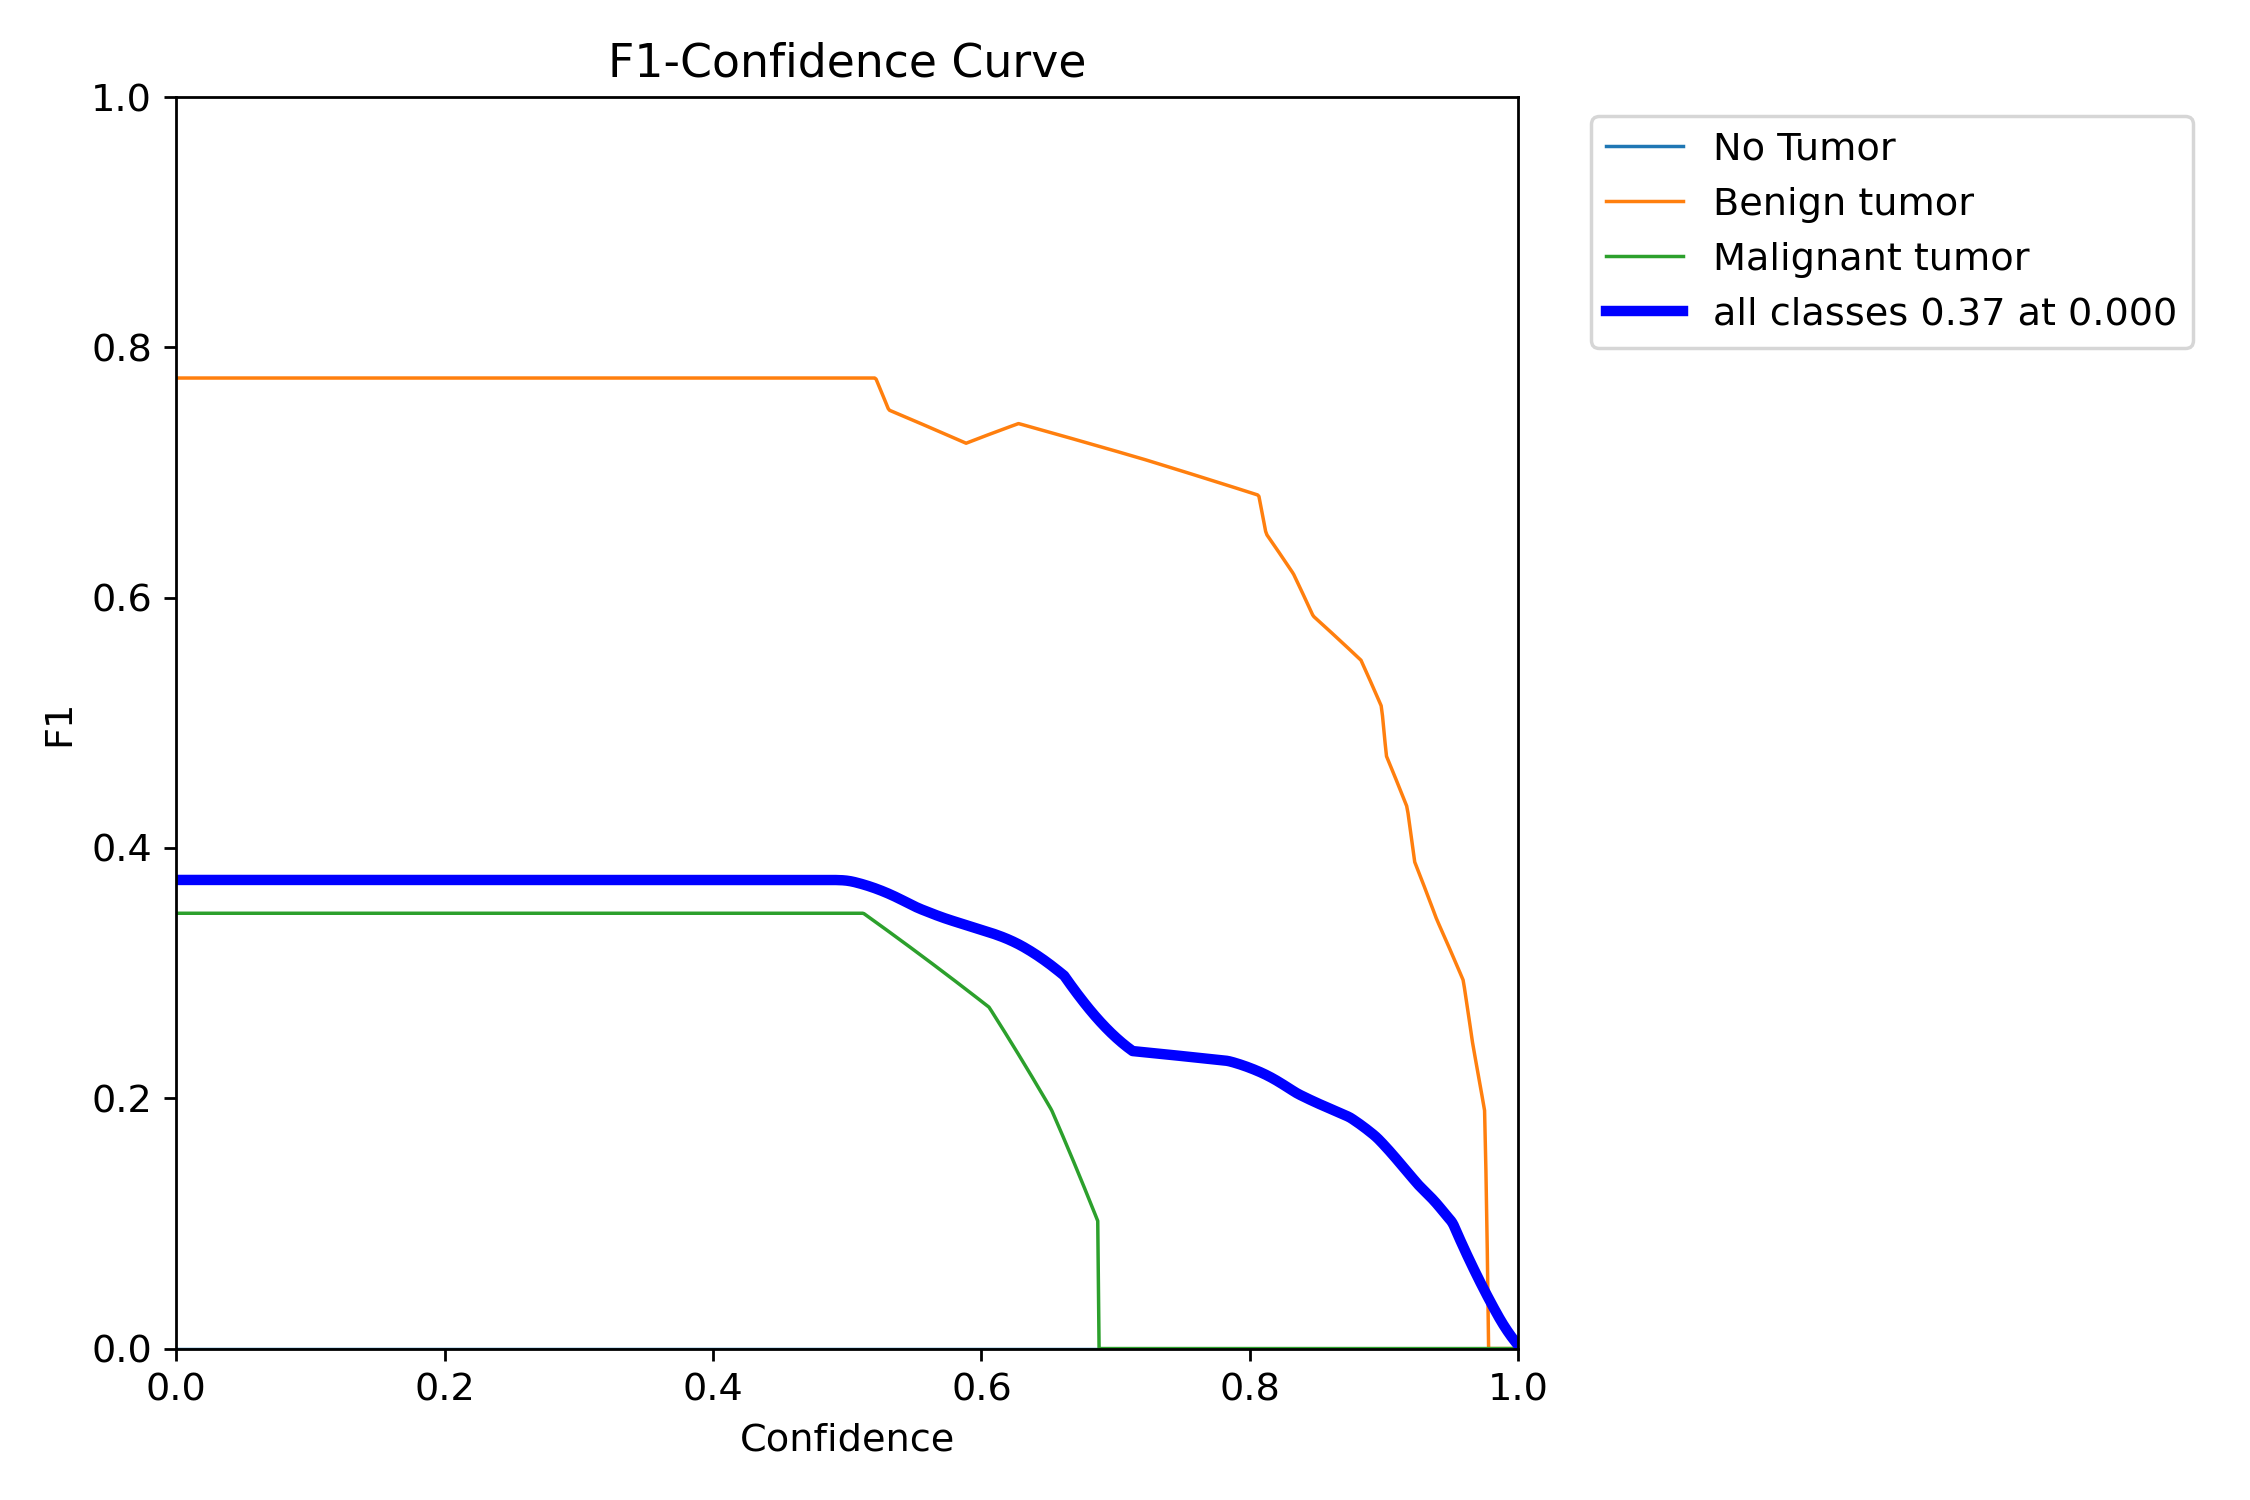 F1-Confidence Curve
1.0
0.8
0.6
0.4
0.2
0.0
F1
0.0 0.2 0.4 0.6 0.8 1.0
Confidence
No Tumor
Benign tumor
Malignant tumor
all classes 0.37 at 0.000